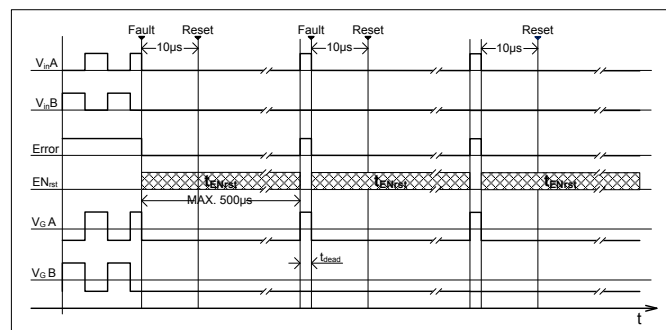 Fault Reset Fault Reset Reset
10µs 10µs 10µs
VinA
VinB
Error
ENrst tENrst tENrst tENrst
MAX. 500µs
VG A
tdead
VG B
t